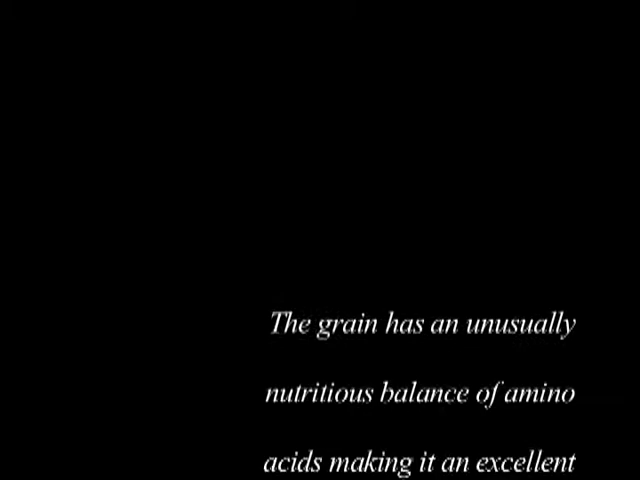 The grain has an unusually
nutritious balance of amino
acids making it an excellent